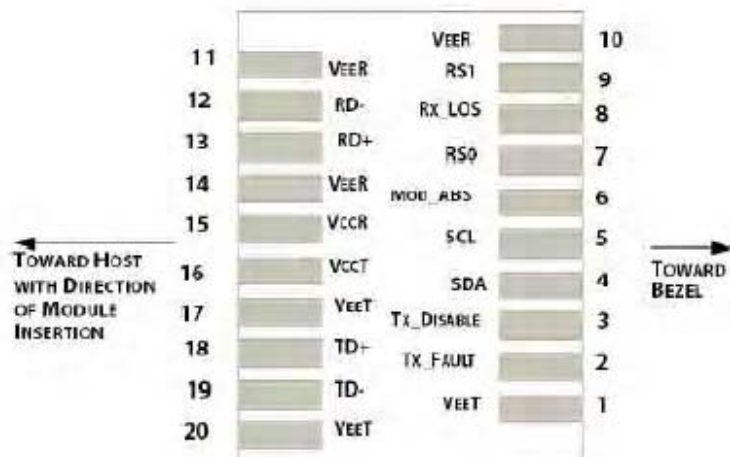 11 VEER
12 RD-
13 RD+
14 VEER
15 VCCR
16 VCCT
17 VEET
18 TD+
19 TD-
20 VEET
TOWARD HOST
WITH DIRECTION
OF MODULE
INSERTION
VEER 10
RS1 9
RX_LOS 8
RS0 7
MOD_ABS 6
SCL 5
SDA 4
TX_DISABLE 3
TX_FAULT 2
VEET 1
TOWARD
BEZEL